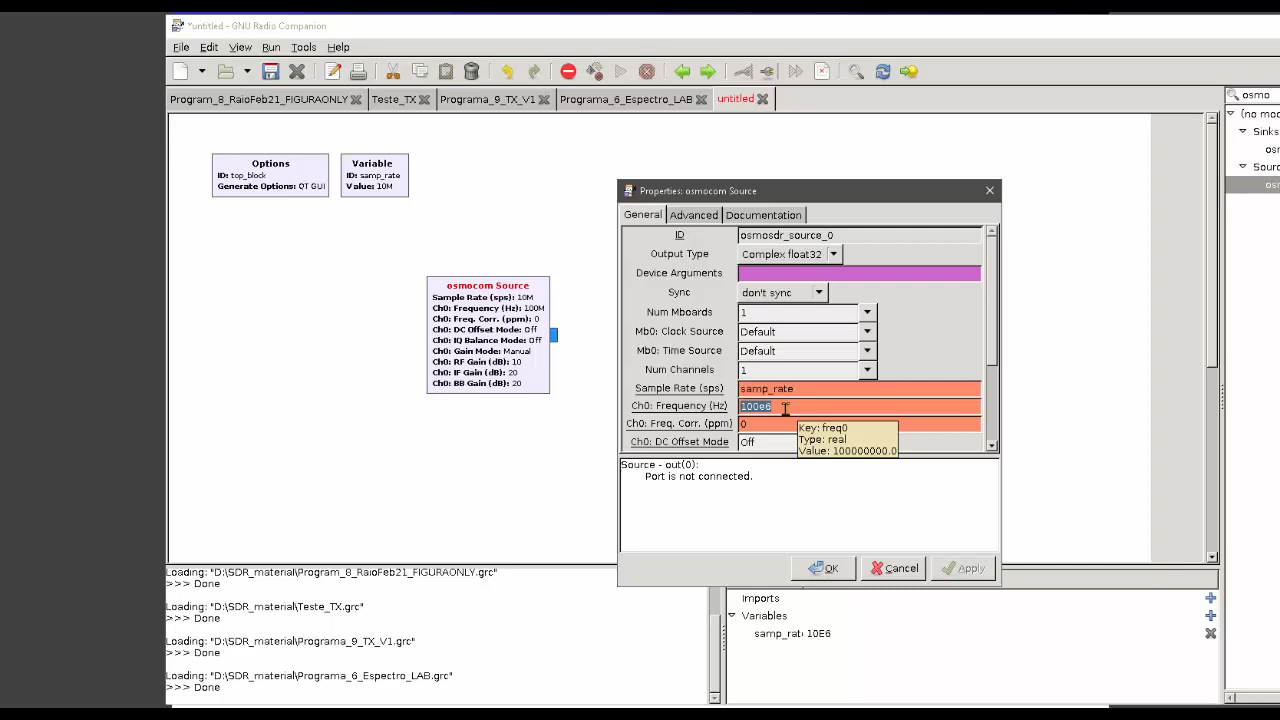 *untitled - GNU Radio Companion
File Edit View Run Tools Help
Program_8_RaioFeb21_FIGURAONLY Teste_TX Programa_9_TX_V1 Programa_6_Espectro_LAB untitled
osmo
(no mod
Sinks
osm
Sourc
osm
Options
ID: top_block
Generate Options: QT GUI
Variable
ID: samp_rate
Value: 10M
osmocom Source
Sample Rate (sps): 10M
Ch0: Frequency (Hz): 100M
Ch0: Freq. Corr. (ppm): 0
Ch0: DC Offset Mode: Off
Ch0: IQ Balance Mode: Off
Ch0: Gain Mode: Manual
Ch0: RF Gain (dB): 10
Ch0: IF Gain (dB): 20
Ch0: BB Gain (dB): 20
Properties: osmocom Source
General Advanced Documentation
ID osmosdr_source_0
Output Type Complex float32
Device Arguments
Sync don't sync
Num Mboards 1
Mb0: Clock Source Default
Mb0: Time Source Default
Num Channels 1
Sample Rate (sps) samp_rate
Ch0: Frequency (Hz) 100e6
Ch0: Freq. Corr. (ppm) 0
Ch0: DC Offset Mode Off
Key: freq0
Type: real
Value: 100000000.0
Source - out(0):
Port is not connected.
OK Cancel Apply
Loading: "D:\SDR_material\Program_8_RaioFeb21_FIGURAONLY.grc"
>>> Done
Loading: "D:\SDR_material\Teste_TX.grc"
>>> Done
Loading: "D:\SDR_material\Programa_9_TX_V1.grc"
>>> Done
Loading: "D:\SDR_material\Programa_6_Espectro_LAB.grc"
>>> Done
Imports
Variables
samp_rate 10E6